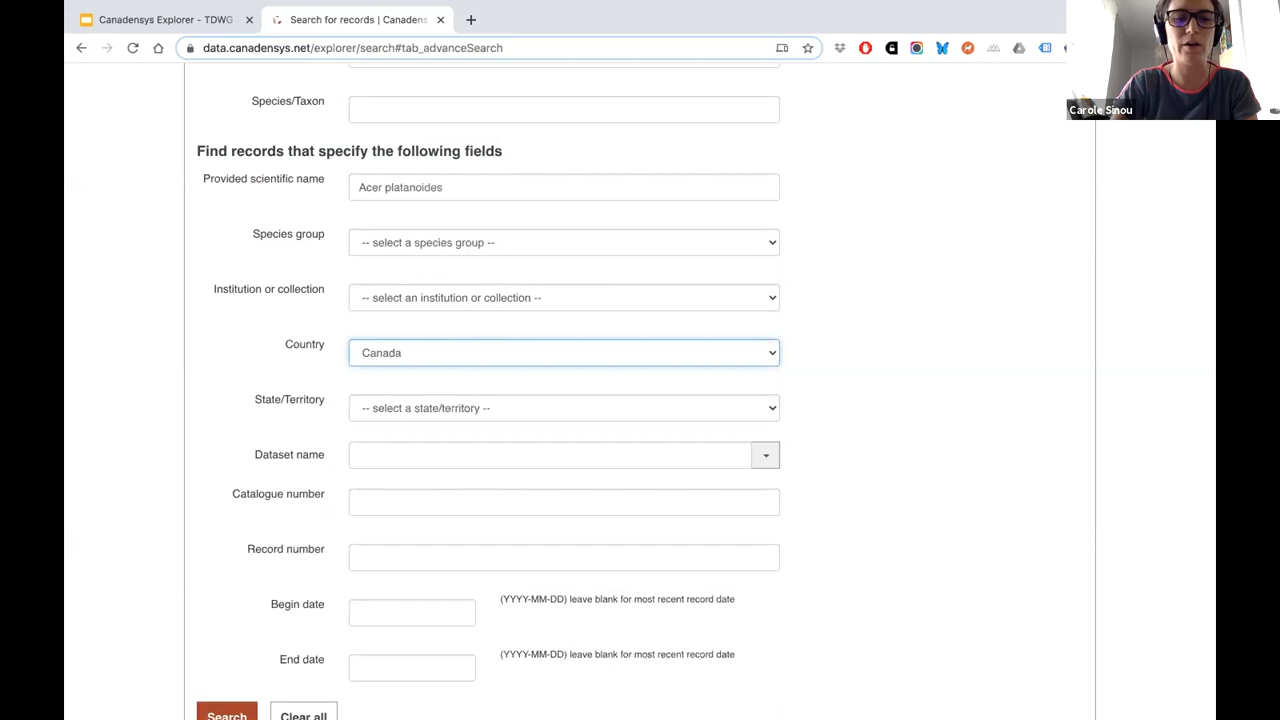 Canadensys Explorer - TDWG
Search for records | Canadens
data.canadensys.net/explorer/search#tab_advanceSearch
Carole Sinou
Species/Taxon
Find records that specify the following fields
Provided scientific name
Acer platanoides
Species group
-- select a species group --
Institution or collection
-- select an institution or collection --
Country
Canada
State/Territory
-- select a state/territory --
Dataset name
Catalogue number
Record number
Begin date
(YYYY-MM-DD) leave blank for most recent record date
End date
(YYYY-MM-DD) leave blank for most recent record date
Search
Clear all